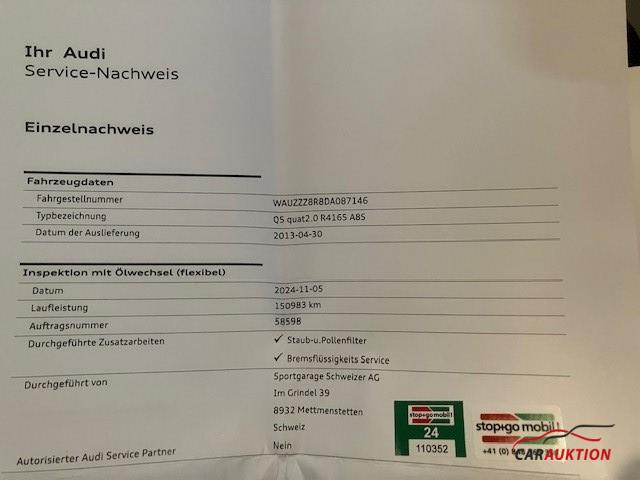 Ihr Audi
Service-Nachweis
Einzelnachweis
Fahrzeugdaten
Fahrgestellnummer WAUZZZ8R8DA087146
Typbezeichnung Q5 quat2.0 R4165 A8S
Datum der Auslieferung 2013-04-30
Inspektion mit Ölwechsel (flexibel)
Datum 2024-11-05
Laufleistung 150983 km
Auftragsnummer 58598
Durchgeführte Zusatzarbeiten ✓ Staub-u.Pollenfilter
✓ Bremsflüssigkeits Service
Durchgeführt von Sportgarage Schweizer AG
Im Grindel 39
8932 Mettmenstetten
Schweiz
Autorisierter Audi Service Partner Nein
stop+go mobil!
24
110352
stop+go mobil!
+41 (0)
CARAUKTION